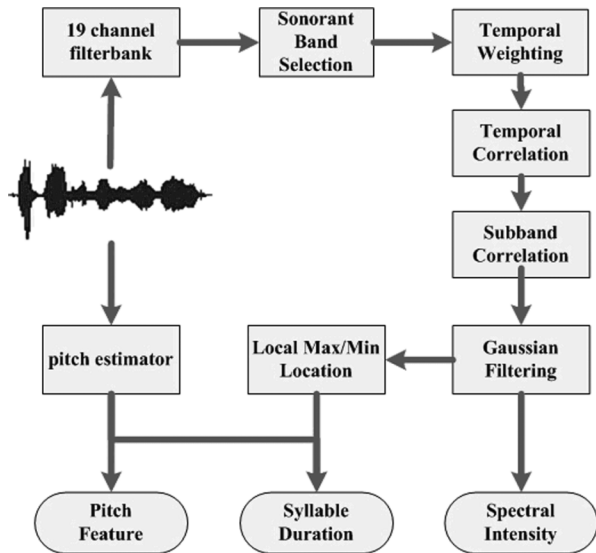 19 channel
filterbank
Sonorant
Band
Selection
Temporal
Weighting
Temporal
Correlation
Subband
Correlation
pitch estimator
Local Max/Min
Location
Gaussian
Filtering
Pitch
Feature
Syllable
Duration
Spectral
Intensity